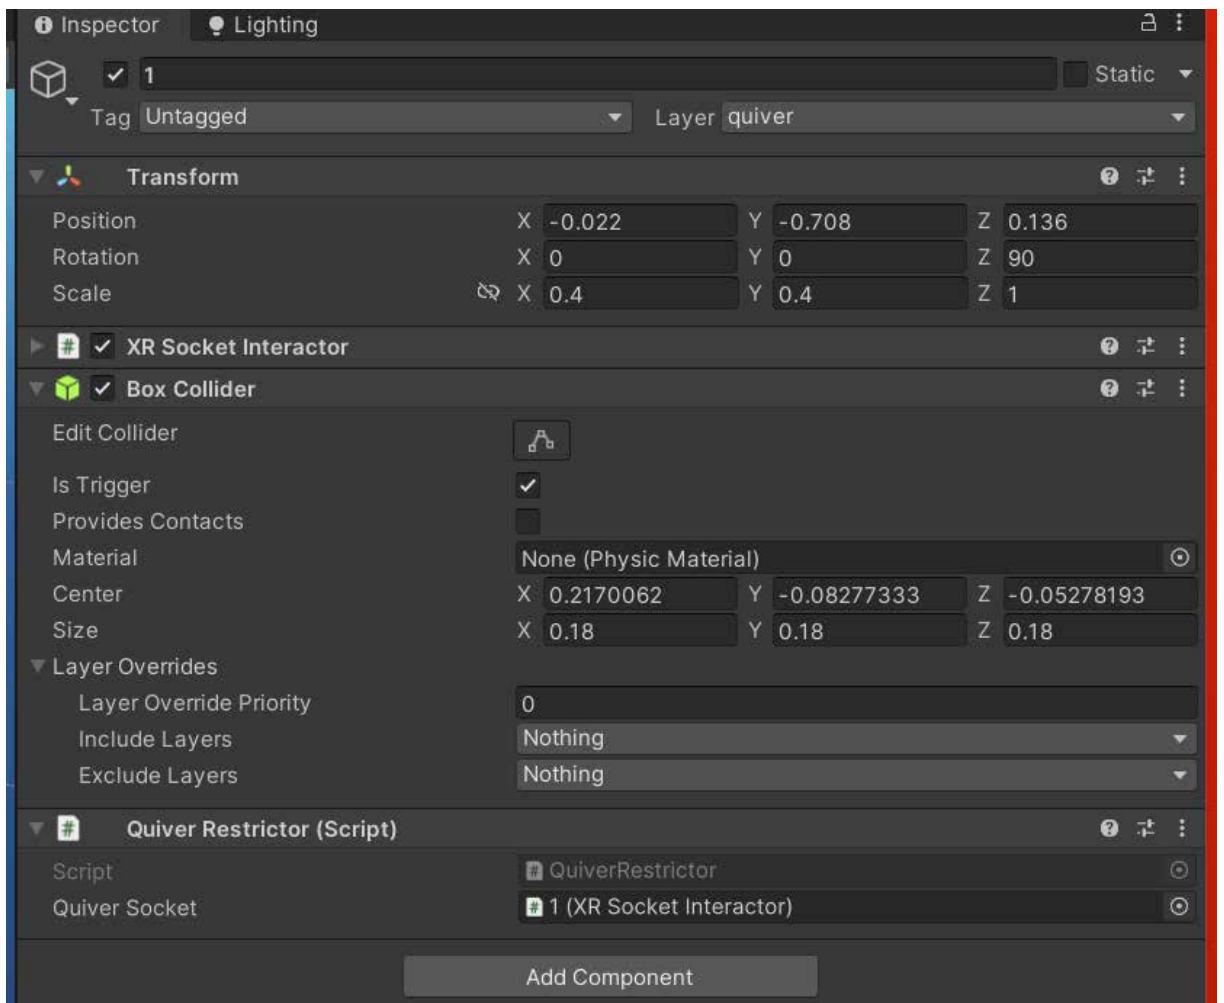 Inspector Lighting
1 Static
Tag Untagged Layer quiver
Transform
Position X -0.022 Y -0.708 Z 0.136
Rotation X 0 Y 0 Z 90
Scale X 0.4 Y 0.4 Z 1
# XR Socket Interactor
Box Collider
Edit Collider
Is Trigger
Provides Contacts
Material None (Physic Material)
Center X 0.2170062 Y -0.08277333 Z -0.05278193
Size X 0.18 Y 0.18 Z 0.18
Layer Overrides
Layer Override Priority 0
Include Layers Nothing
Exclude Layers Nothing
# Quiver Restrictor (Script)
Script # QuiverRestrictor
Quiver Socket # 1 (XR Socket Interactor)
Add Component